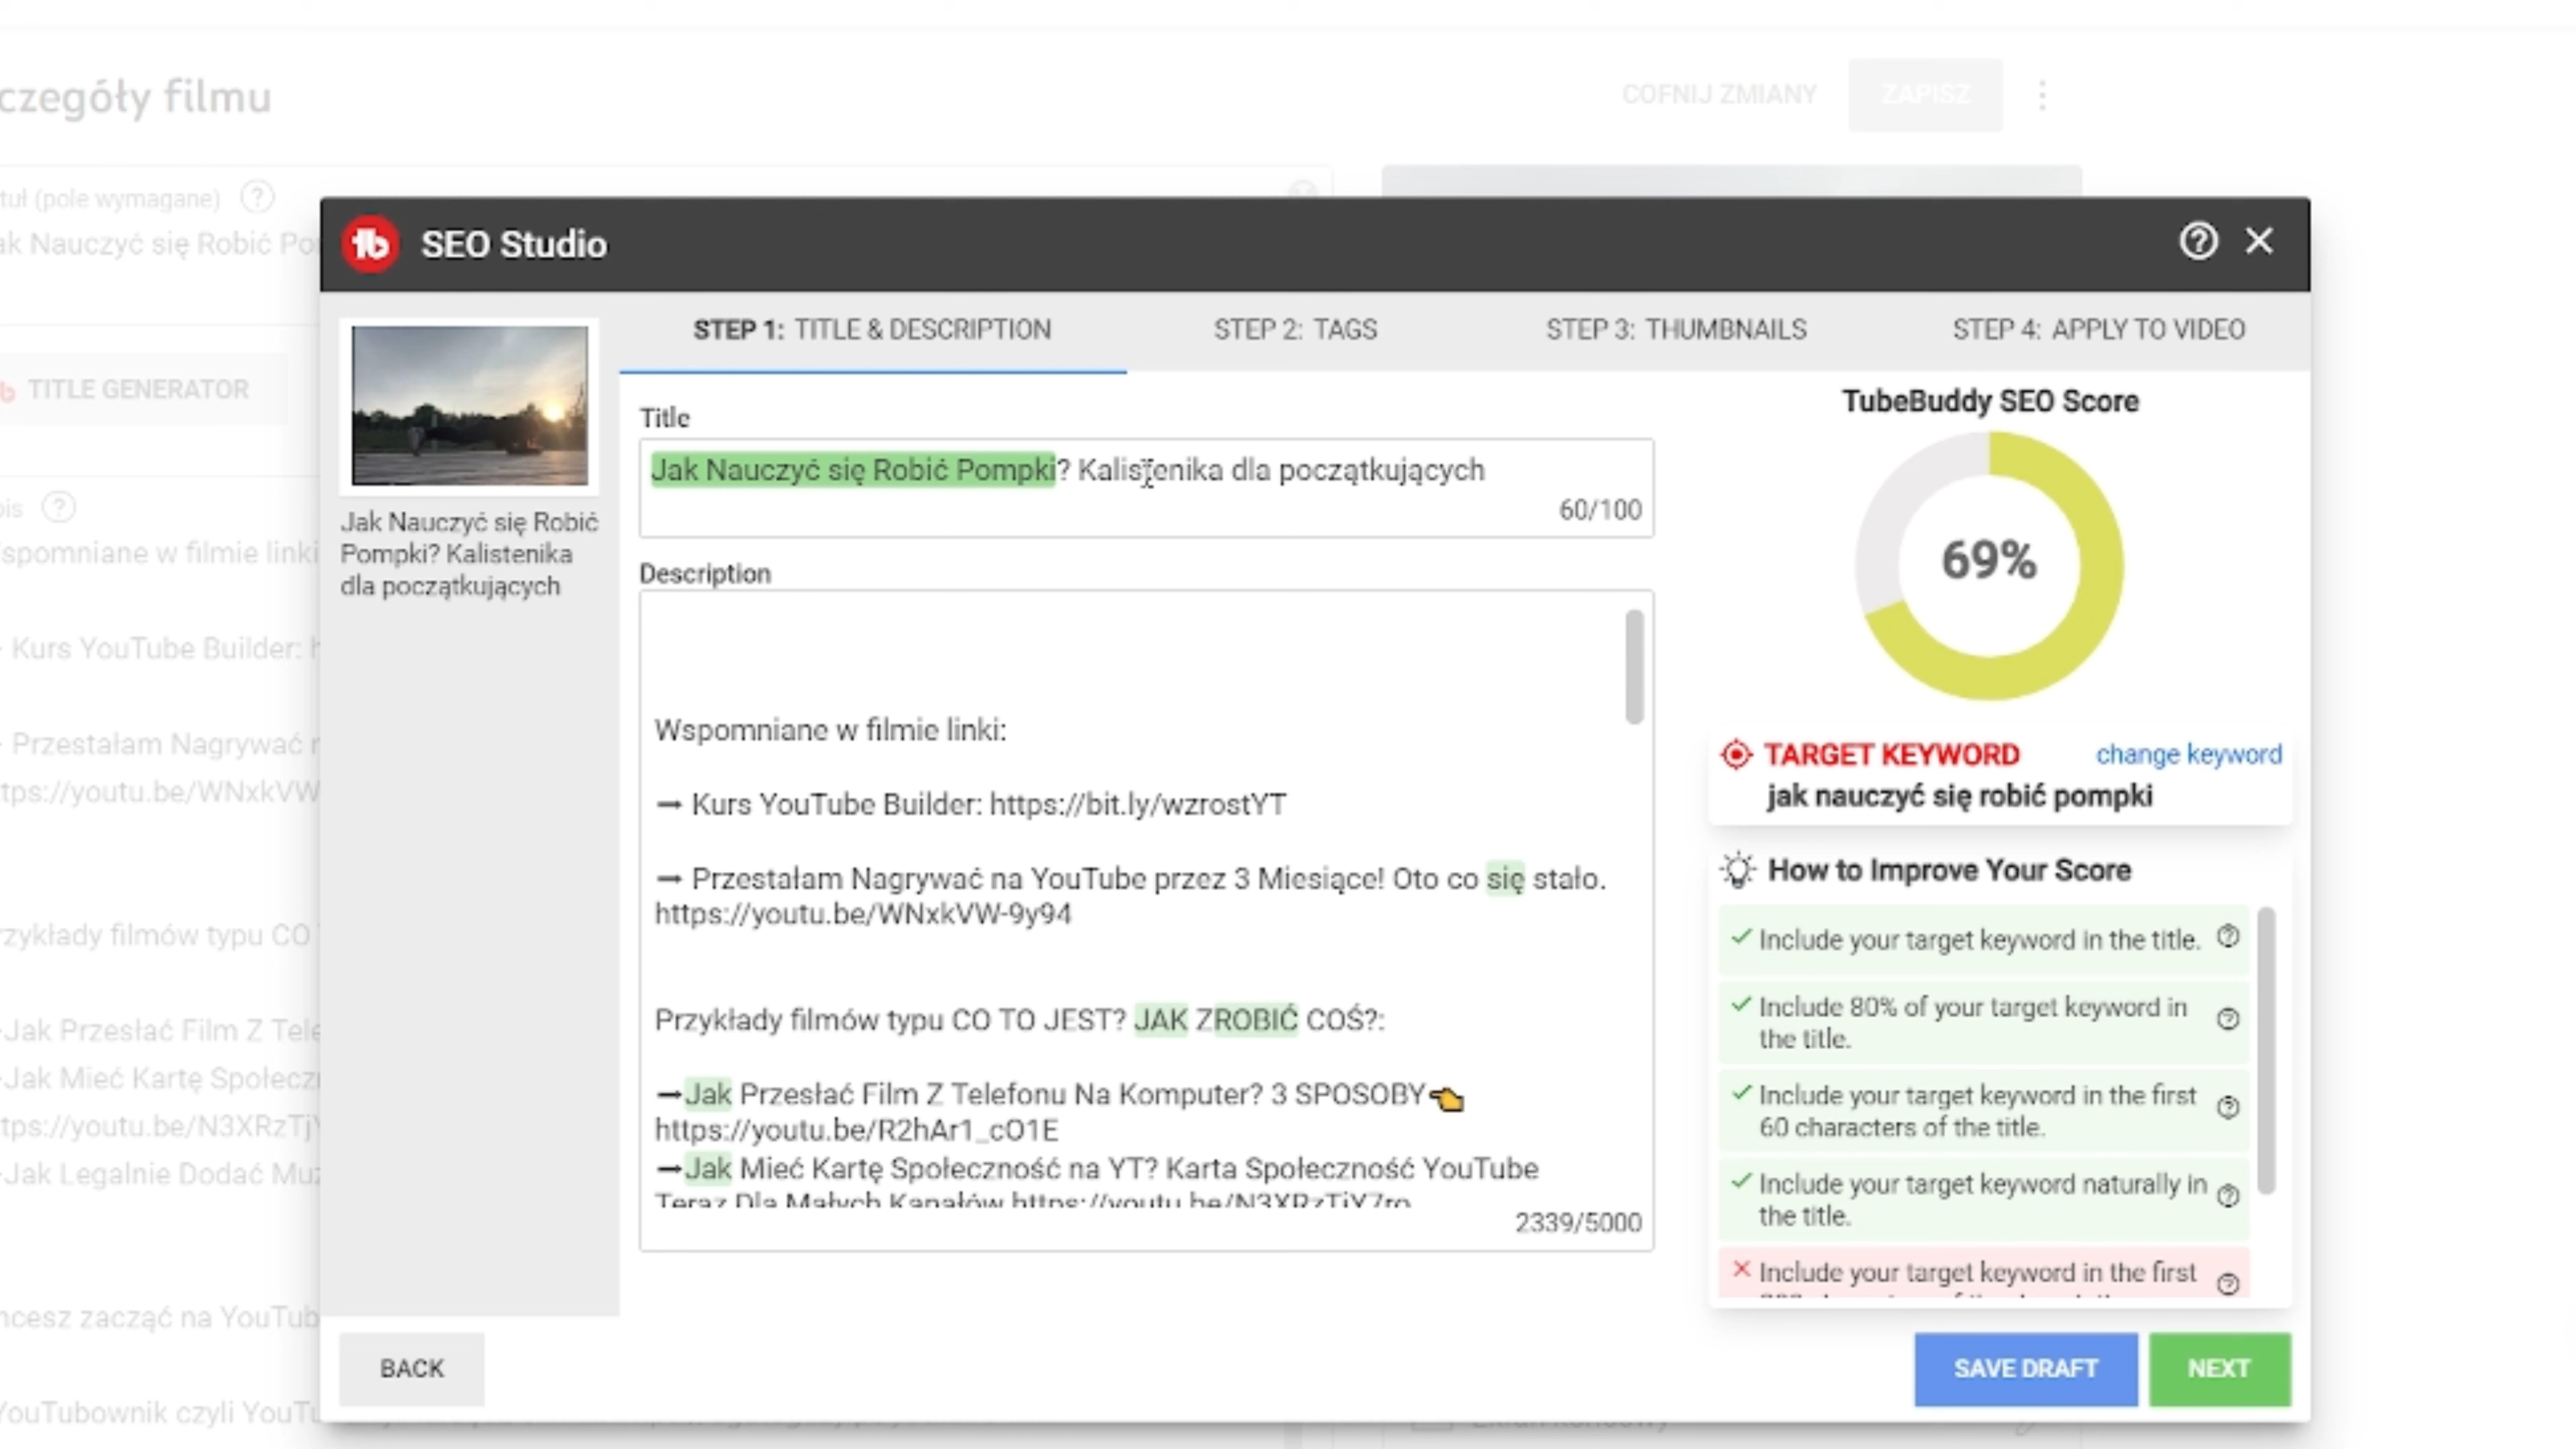 czegóły filmu
COFNIJ ZMIANY
ZAPISZ
tuł (pole wymagane)
ak Nauczyć się Robić Po
TITLE GENERATOR
is
spomniane w filmie linki
Kurs YouTube Builder:
Przestałam Nagrywać
tps://youtu.be/WNxkVW
zykłady filmów typu CO
Jak Przesłać Film Z Tele
Jak Mieć Kartę Społecz
tps://youtu.be/N3XRzTj
Jak Legalnie Dodać Mu
hcesz zacząć na YouTub
YouTubownik czyli YouTu
SEO Studio
STEP 1: TITLE & DESCRIPTION
STEP 2: TAGS
STEP 3: THUMBNAILS
STEP 4: APPLY TO VIDEO
Jak Nauczyć się Robić
Pompki? Kalistenika
dla początkujących
Title
Jak Nauczyć się Robić Pompki? Kalistenika dla początkujących
60/100
Description
Wspomniane w filmie linki:
➞ Kurs YouTube Builder: https://bit.ly/wzrostYT
➞ Przestałam Nagrywać na YouTube przez 3 Miesiące! Oto co się stało.
https://youtu.be/WNxkVW-9y94
Przykłady filmów typu CO TO JEST? JAK ZROBIĆ COŚ?:
➞Jak Przesłać Film Z Telefonu Na Komputer? 3 SPOSOBY👈
https://youtu.be/R2hAr1_cO1E
➞Jak Mieć Kartę Społeczność na YT? Karta Społeczność YouTube
Teraz Dla Małych Kanałów https://youtu.be/N3XRzTjY7ro
2339/5000
TubeBuddy SEO Score
69%
TARGET KEYWORD
change keyword
jak nauczyć się robić pompki
How to Improve Your Score
Include your target keyword in the title.
Include 80% of your target keyword in
the title.
Include your target keyword in the first
60 characters of the title.
Include your target keyword naturally in
the title.
Include your target keyword in the first
BACK
SAVE DRAFT
NEXT